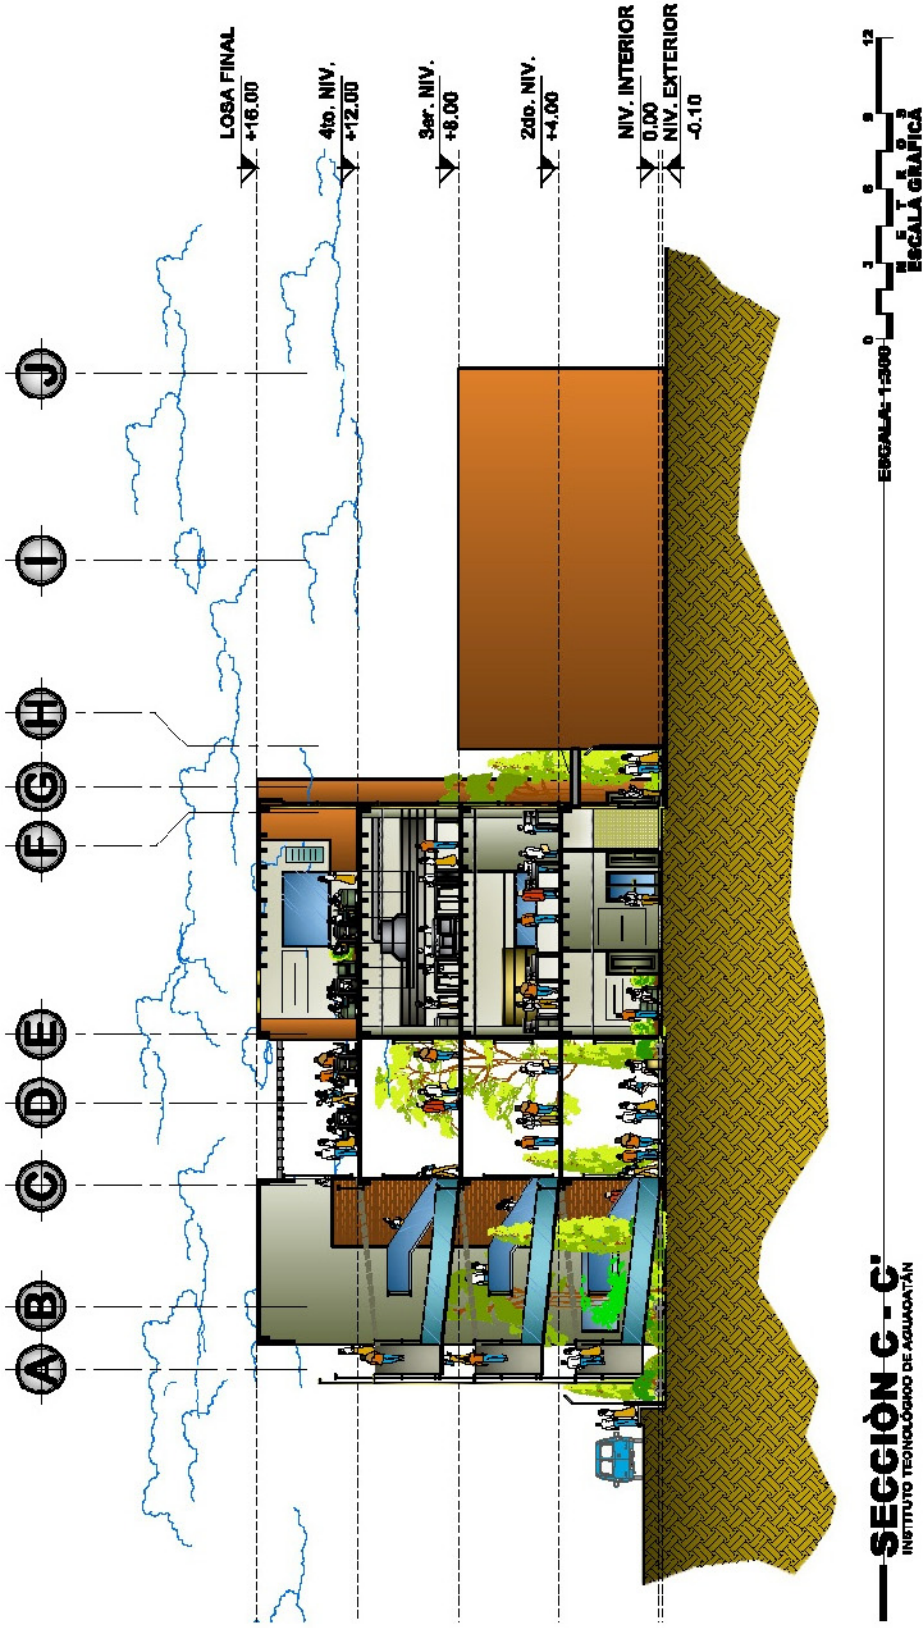 A B C D E F G H I J
LOSA FINAL
+16.00
4to. NIV.
+12.00
3er. NIV.
+8.00
2do. NIV.
+4.00
NIV. INTERIOR
0.00
NIV. EXTERIOR
-0.10
SECCIÒN C - C'
INSTITUTO TECNOLÓGICO DE AGUACATÁN
ESCALA: 1:300
0 3 6 9 12
M E T R O S
ESCALA GRAFICA